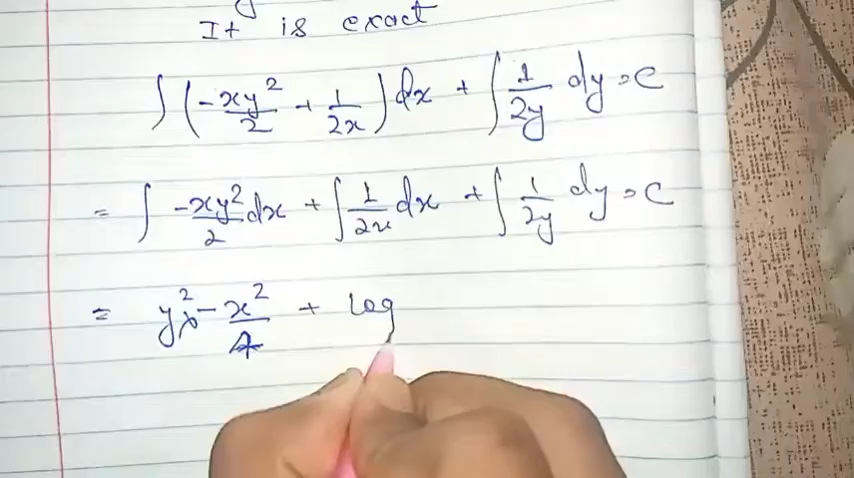 It is exact
∫(-xy²/2 + 1/2x)dx + ∫ 1/2y dy = c
= ∫ -xy²/2 dx + ∫ 1/2x dx + ∫ 1/2y dy = c
= y² × -x²/4 + log